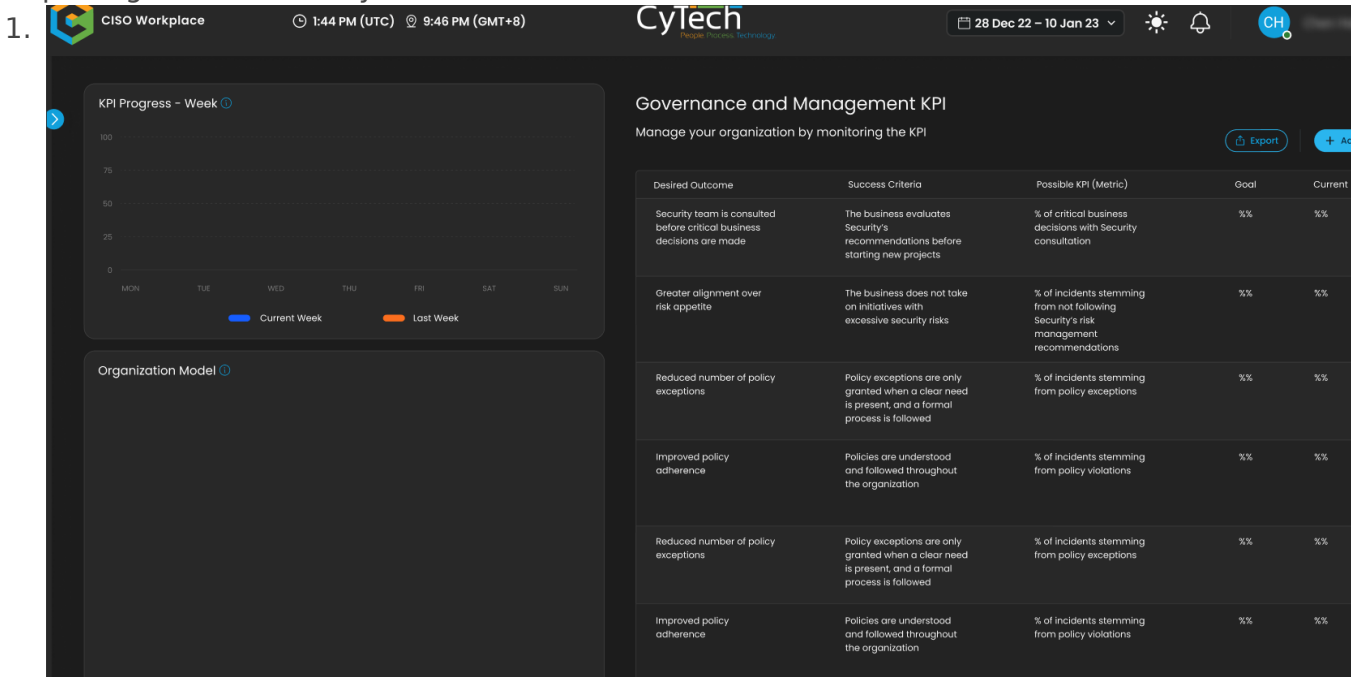 1.
CISO Workplace
1:44 PM (UTC) 9:46 PM (GMT+8)
CyTech
People Process Technology
28 Dec 22 – 10 Jan 23
CH
KPI Progress - Week
100
75
50
25
0
MON TUE WED THU FRI SAT SUN
Current Week Last Week
Organization Model
Governance and Management KPI
Manage your organization by monitoring the KPI
Export
+
Desired Outcome Success Criteria Possible KPI (Metric) Goal Current
Security team is consulted
before critical business
decisions are made
The business evaluates
Security's
recommendations before
starting new projects
% of critical business
decisions with Security
consultation
%% %%
Greater alignment over
risk appetite
The business does not take
on initiatives with
excessive security risks
% of incidents stemming
from not following
Security's risk
management
recommendations
%% %%
Reduced number of policy
exceptions
Policy exceptions are only
granted when a clear need
is present, and a formal
process is followed
% of incidents stemming
from policy exceptions
%% %%
Improved policy
adherence
Policies are understood
and followed throughout
the organization
% of incidents stemming
from policy violations
%% %%
Reduced number of policy
exceptions
Policy exceptions are only
granted when a clear need
is present, and a formal
process is followed
% of incidents stemming
from policy exceptions
%% %%
Improved policy
adherence
Policies are understood
and followed throughout
the organization
% of incidents stemming
from policy violations
%% %%